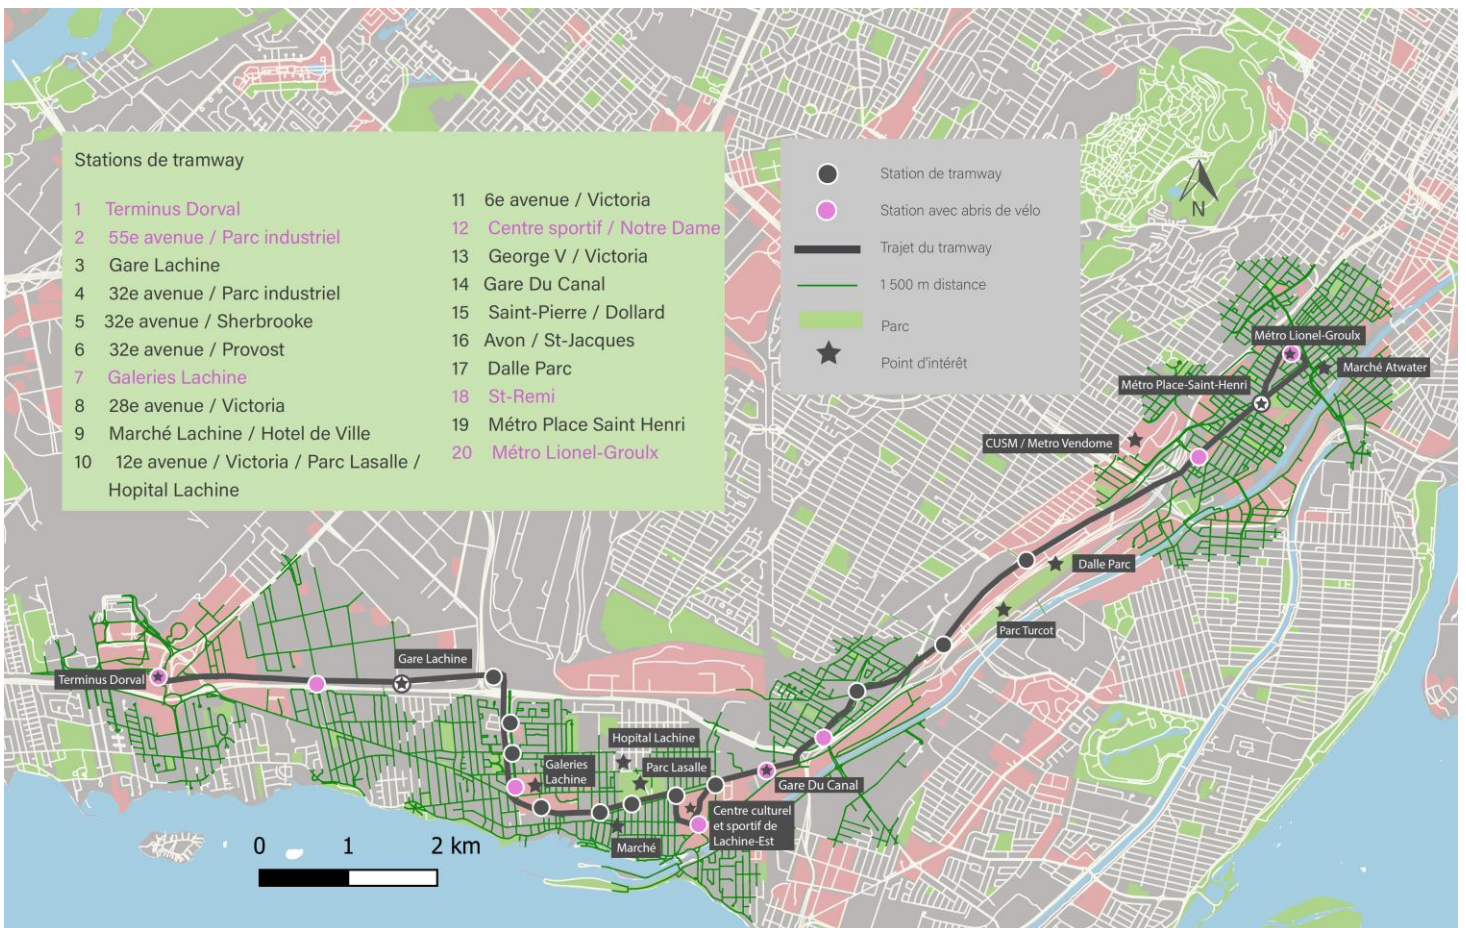 Stations de tramway
1 Terminus Dorval
2 55e avenue / Parc industriel
3 Gare Lachine
4 32e avenue / Parc industriel
5 32e avenue / Sherbrooke
6 32e avenue / Provost
7 Galeries Lachine
8 28e avenue / Victoria
9 Marché Lachine / Hotel de Ville
10 12e avenue / Victoria / Parc Lasalle /
Hopital Lachine
11 6e avenue / Victoria
12 Centre sportif / Notre Dame
13 George V / Victoria
14 Gare Du Canal
15 Saint-Pierre / Dollard
16 Avon / St-Jacques
17 Dalle Parc
18 St-Remi
19 Métro Place Saint Henri
20 Métro Lionel-Groulx
Station de tramway
Station avec abris de vélo
Trajet du tramway
1 500 m distance
Parc
Point d'intérêt
N
Métro Lionel-Groulx
Marché Atwater
Métro Place-Saint-Henri
CUSM / Metro Vendome
Dalle Parc
Parc Turcot
Gare Lachine
Terminus Dorval
Hopital Lachine
Galeries
Lachine
Parc Lasalle
Gare Du Canal
Centre culturel
et sportif de
Lachine-Est
Marché
0 1 2 km